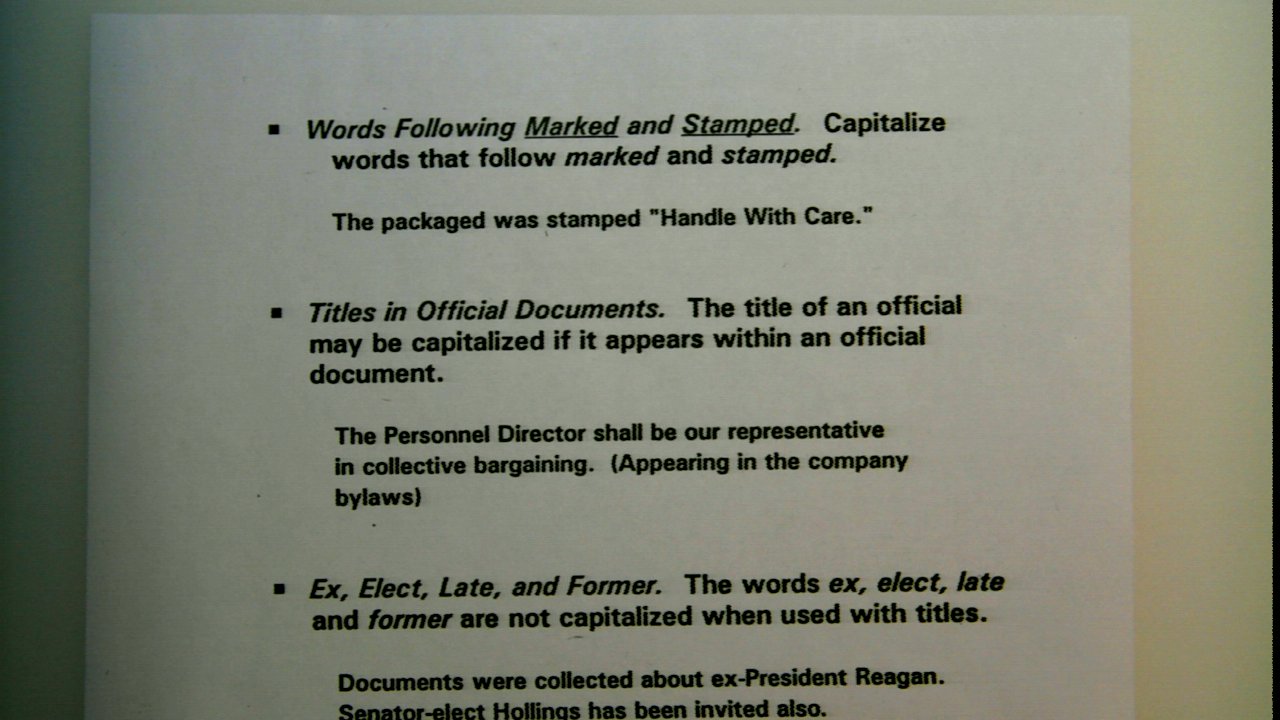 ▪ Words Following Marked and Stamped. Capitalize
words that follow marked and stamped.
The packaged was stamped "Handle With Care."
▪ Titles in Official Documents. The title of an official
may be capitalized if it appears within an official
document.
The Personnel Director shall be our representative
in collective bargaining. (Appearing in the company
bylaws)
▪ Ex, Elect, Late, and Former. The words ex, elect, late
and former are not capitalized when used with titles.
Documents were collected about ex-President Reagan.
Senator-elect Hollings has been invited also.